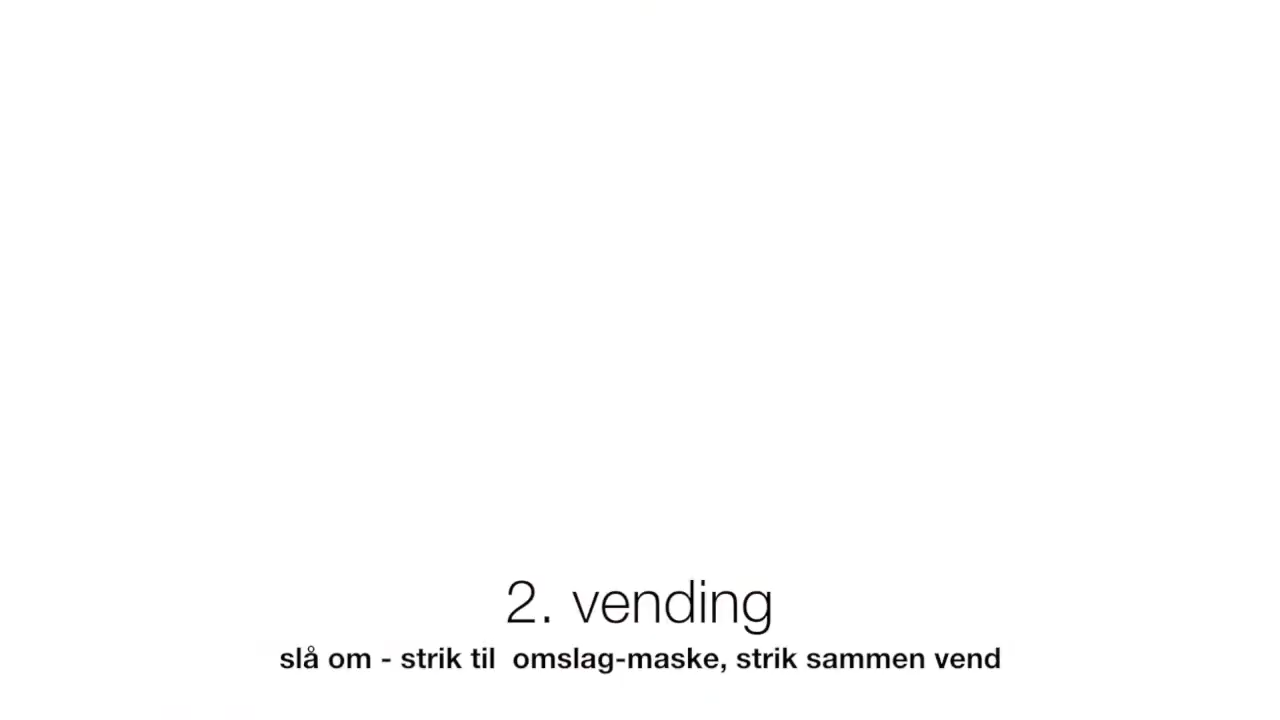 2. vending
slå om - strik til  omslag-maske, strik sammen vend